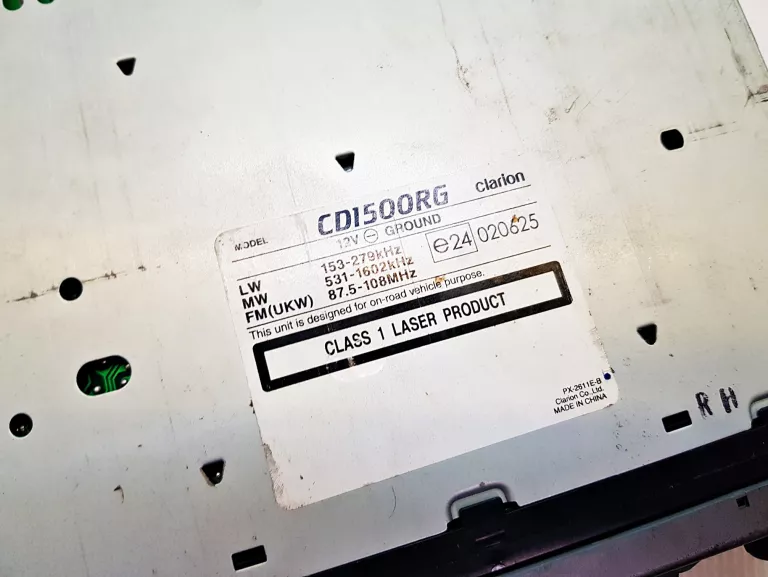 MODEL CD1500RG clarion
12V ⊖ GROUND
LW 153-279kHz
MW 531-1602kHz
FM(UKW) 87.5-108MHz
e24 020625
This unit is designed for on-road vehicle purpose.
CLASS 1 LASER PRODUCT
PX-2611E-B
Clarion Co.,Ltd.
MADE IN CHINA
RH